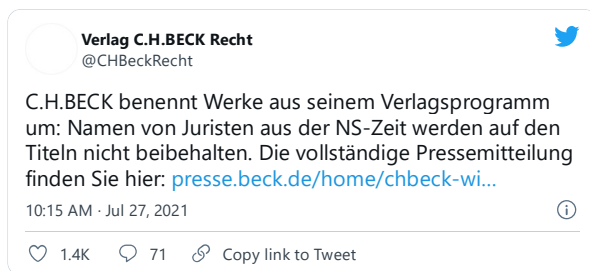 Verlag C.H.BECK Recht
@CHBeckRecht
C.H.BECK benennt Werke aus seinem Verlagsprogramm
um: Namen von Juristen aus der NS-Zeit werden auf den
Titeln nicht beibehalten. Die vollständige Pressemitteilung
finden Sie hier: presse.beck.de/home/chbeck-wi...
10:15 AM · Jul 27, 2021
1.4K 71 Copy link to Tweet